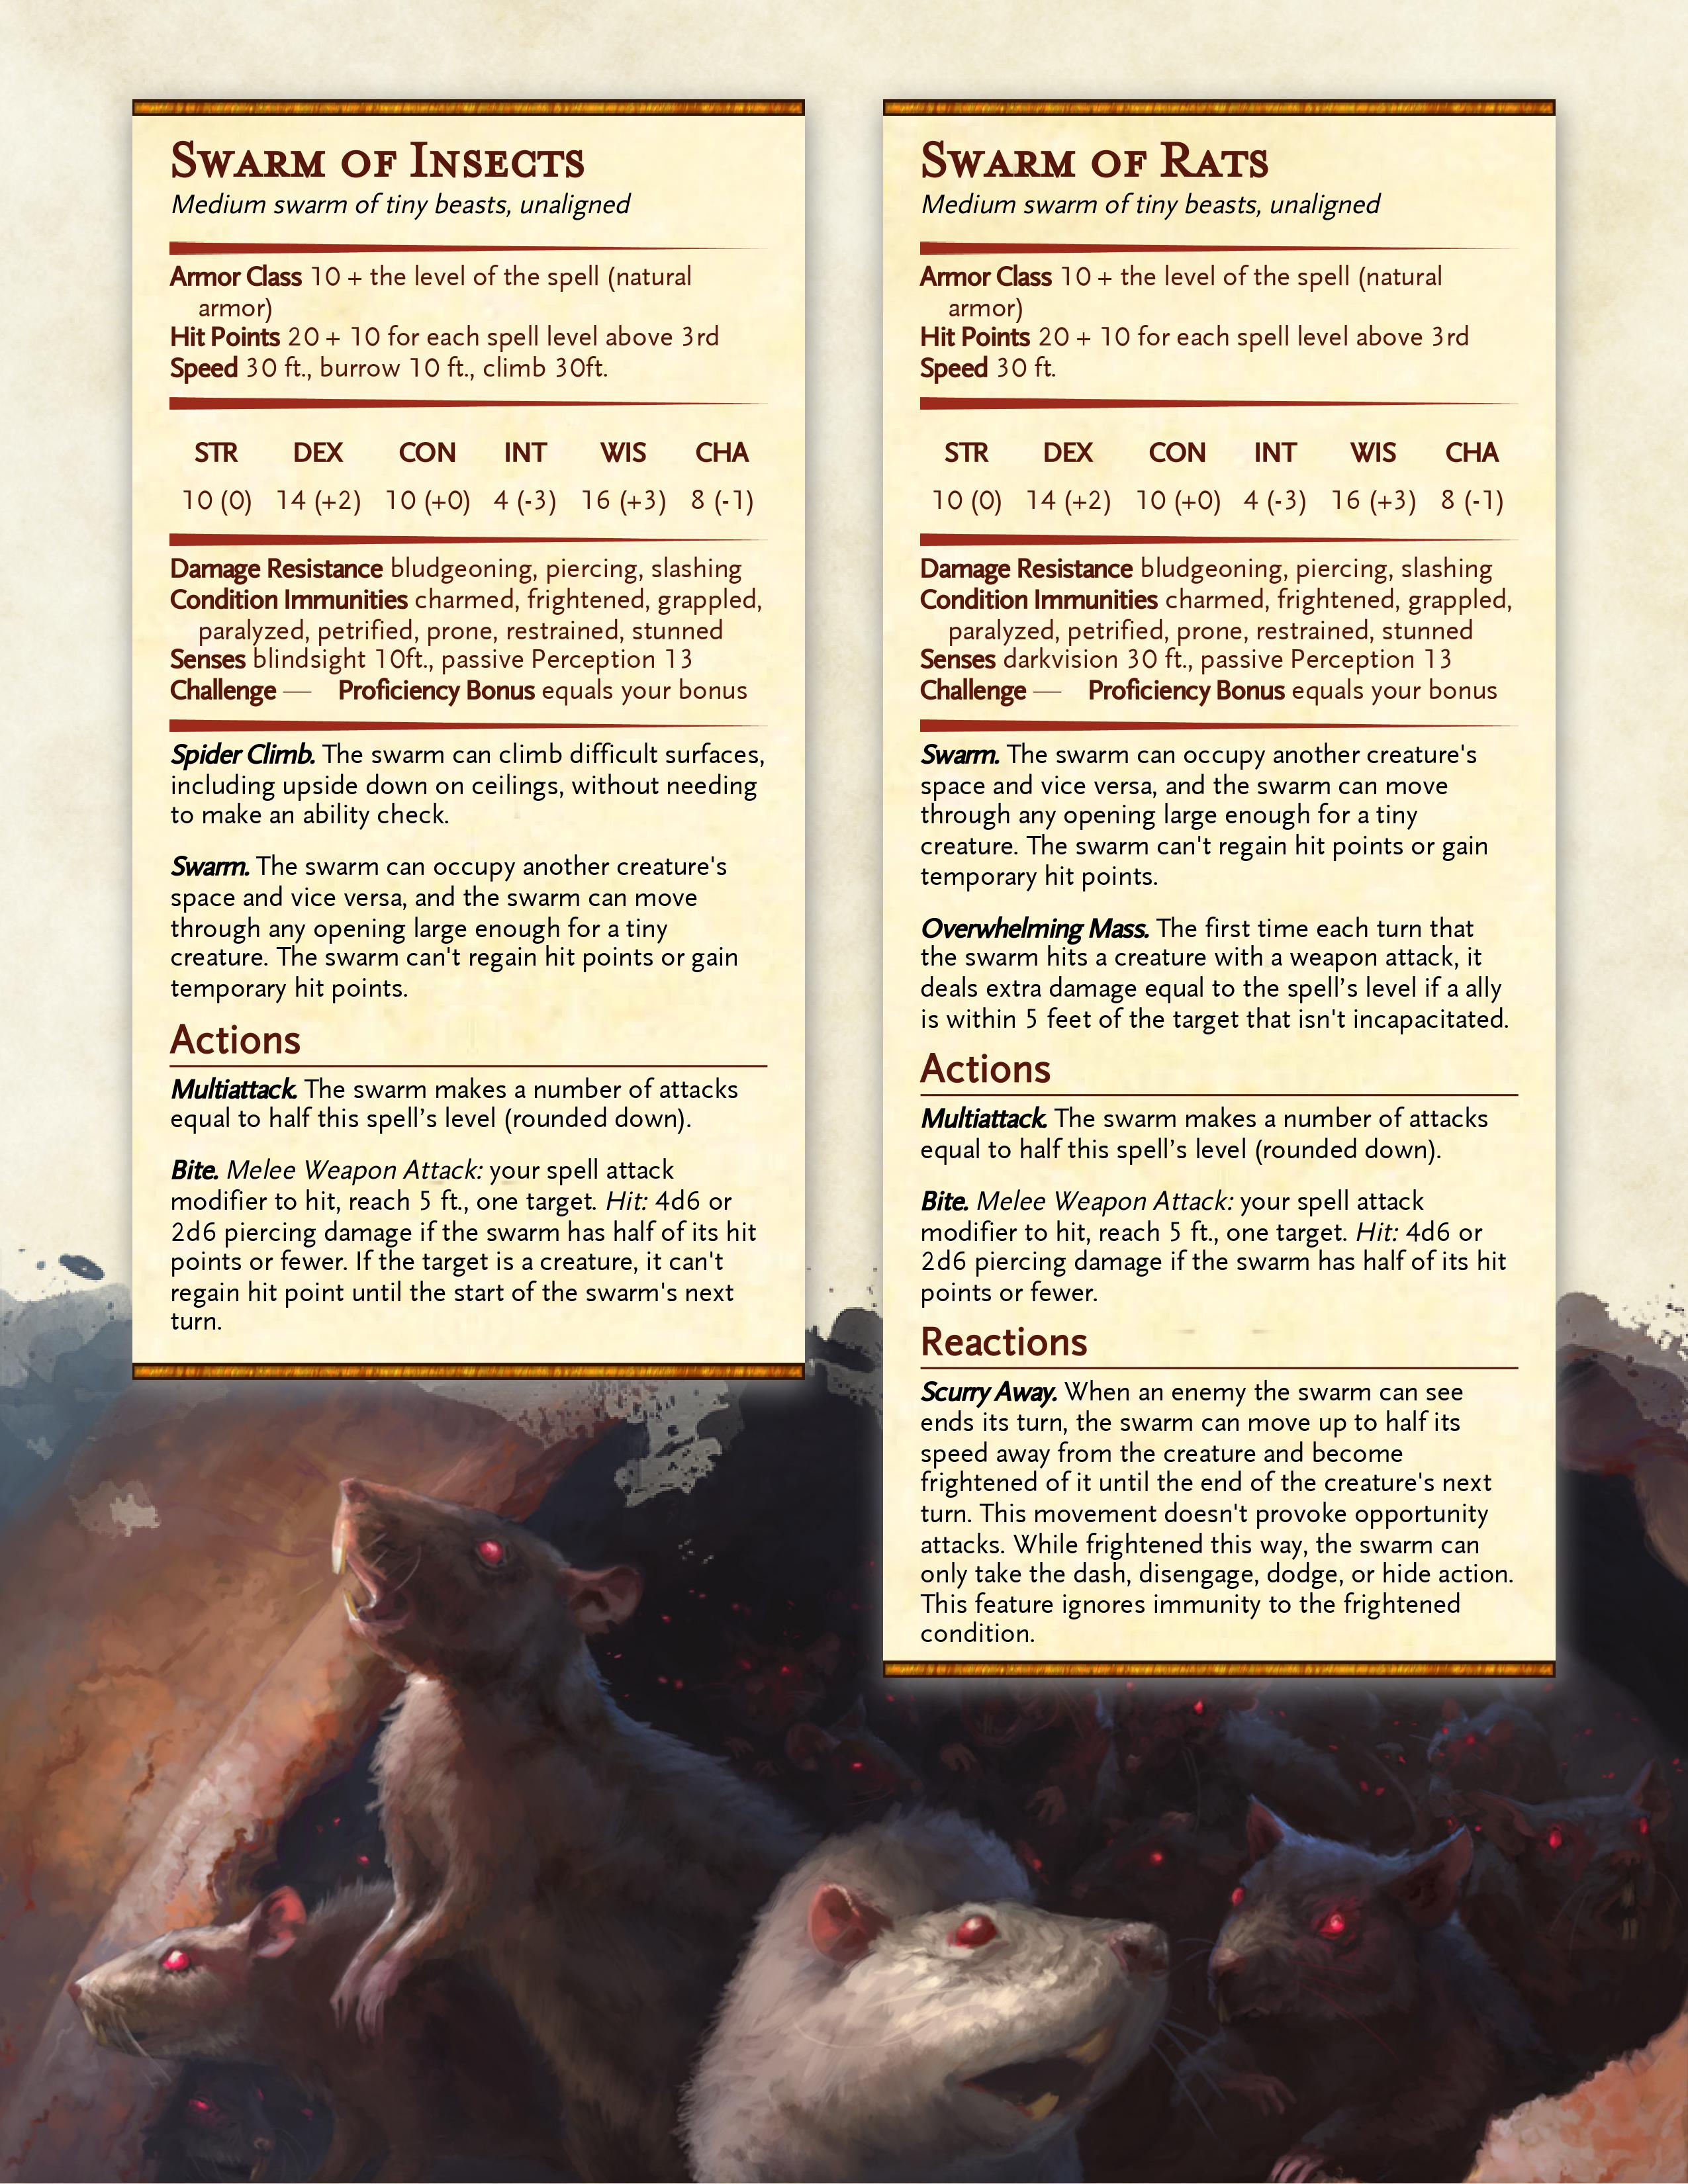 Swarm of Insects
Medium swarm of tiny beasts, unaligned
Armor Class 10 + the level of the spell (natural
armor)
Hit Points 20 + 10 for each spell level above 3rd
Speed 30 ft., burrow 10 ft., climb 30ft.
STR DEX CON INT WIS CHA
10 (0) 14 (+2) 10 (+0) 4 (-3) 16 (+3) 8 (-1)
Damage Resistance bludgeoning, piercing, slashing
Condition Immunities charmed, frightened, grappled,
paralyzed, petrified, prone, restrained, stunned
Senses blindsight 10ft., passive Perception 13
Challenge — Proficiency Bonus equals your bonus
Spider Climb. The swarm can climb difficult surfaces,
including upside down on ceilings, without needing
to make an ability check.
Swarm. The swarm can occupy another creature's
space and vice versa, and the swarm can move
through any opening large enough for a tiny
creature. The swarm can't regain hit points or gain
temporary hit points.
Actions
Multiattack. The swarm makes a number of attacks
equal to half this spell’s level (rounded down).
Bite. Melee Weapon Attack: your spell attack
modifier to hit, reach 5 ft., one target. Hit: 4d6 or
2d6 piercing damage if the swarm has half of its hit
points or fewer. If the target is a creature, it can't
regain hit point until the start of the swarm's next
turn.
Swarm of Rats
Medium swarm of tiny beasts, unaligned
Armor Class 10 + the level of the spell (natural
armor)
Hit Points 20 + 10 for each spell level above 3rd
Speed 30 ft.
STR DEX CON INT WIS CHA
10 (0) 14 (+2) 10 (+0) 4 (-3) 16 (+3) 8 (-1)
Damage Resistance bludgeoning, piercing, slashing
Condition Immunities charmed, frightened, grappled,
paralyzed, petrified, prone, restrained, stunned
Senses darkvision 30 ft., passive Perception 13
Challenge — Proficiency Bonus equals your bonus
Swarm. The swarm can occupy another creature's
space and vice versa, and the swarm can move
through any opening large enough for a tiny
creature. The swarm can't regain hit points or gain
temporary hit points.
Overwhelming Mass. The first time each turn that
the swarm hits a creature with a weapon attack, it
deals extra damage equal to the spell’s level if a ally
is within 5 feet of the target that isn't incapacitated.
Actions
Multiattack. The swarm makes a number of attacks
equal to half this spell’s level (rounded down).
Bite. Melee Weapon Attack: your spell attack
modifier to hit, reach 5 ft., one target. Hit: 4d6 or
2d6 piercing damage if the swarm has half of its hit
points or fewer.
Reactions
Scurry Away. When an enemy the swarm can see
ends its turn, the swarm can move up to half its
speed away from the creature and become
frightened of it until the end of the creature's next
turn. This movement doesn't provoke opportunity
attacks. While frightened this way, the swarm can
only take the dash, disengage, dodge, or hide action.
This feature ignores immunity to the frightened
condition.